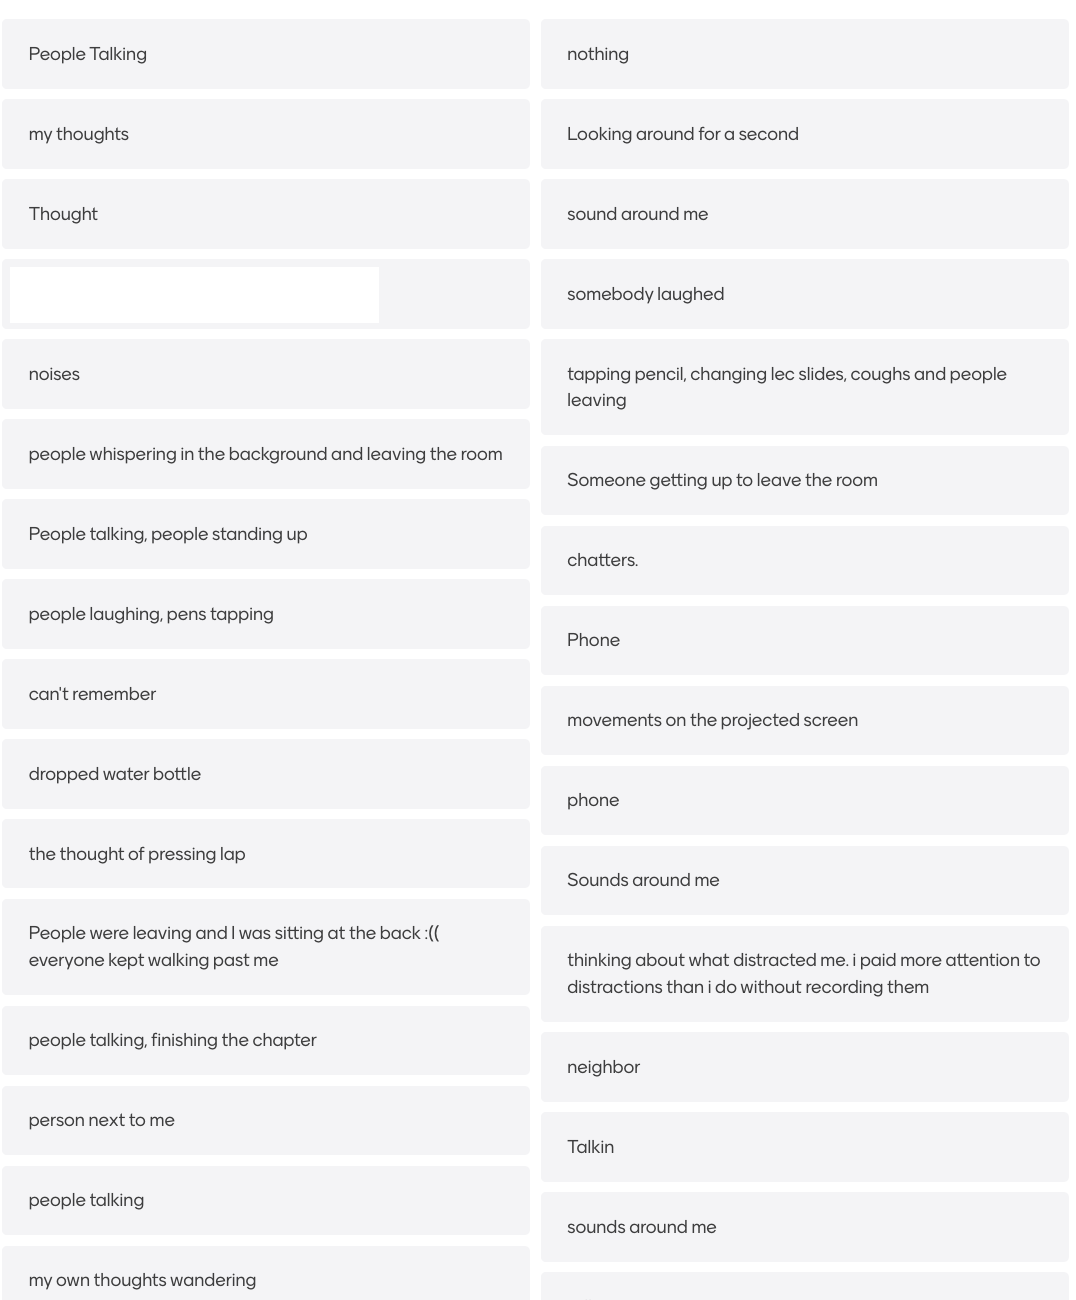 People Talking
my thoughts
Thought
noises
people whispering in the background and leaving the room
People talking, people standing up
people laughing, pens tapping
can't remember
dropped water bottle
the thought of pressing lap
People were leaving and I was sitting at the back :((
everyone kept walking past me
people talking, finishing the chapter
person next to me
people talking
my own thoughts wandering
nothing
Looking around for a second
sound around me
somebody laughed
tapping pencil, changing lec slides, coughs and people
leaving
Someone getting up to leave the room
chatters.
Phone
movements on the projected screen
phone
Sounds around me
thinking about what distracted me. i paid more attention to
distractions than i do without recording them
neighbor
Talkin
sounds around me